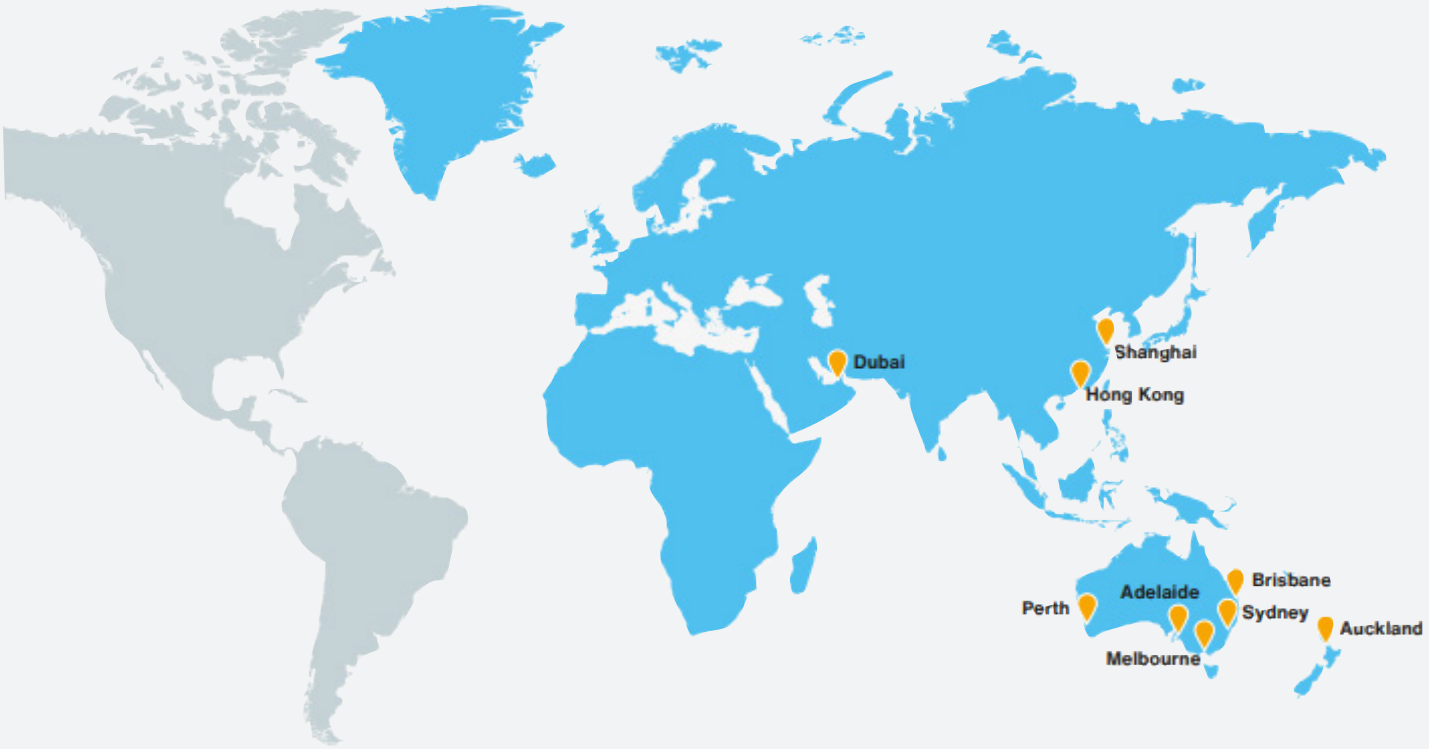 Shanghai
Dubai
Hong Kong
Brisbane
Adelaide
Perth
Sydney
Auckland
Melbourne